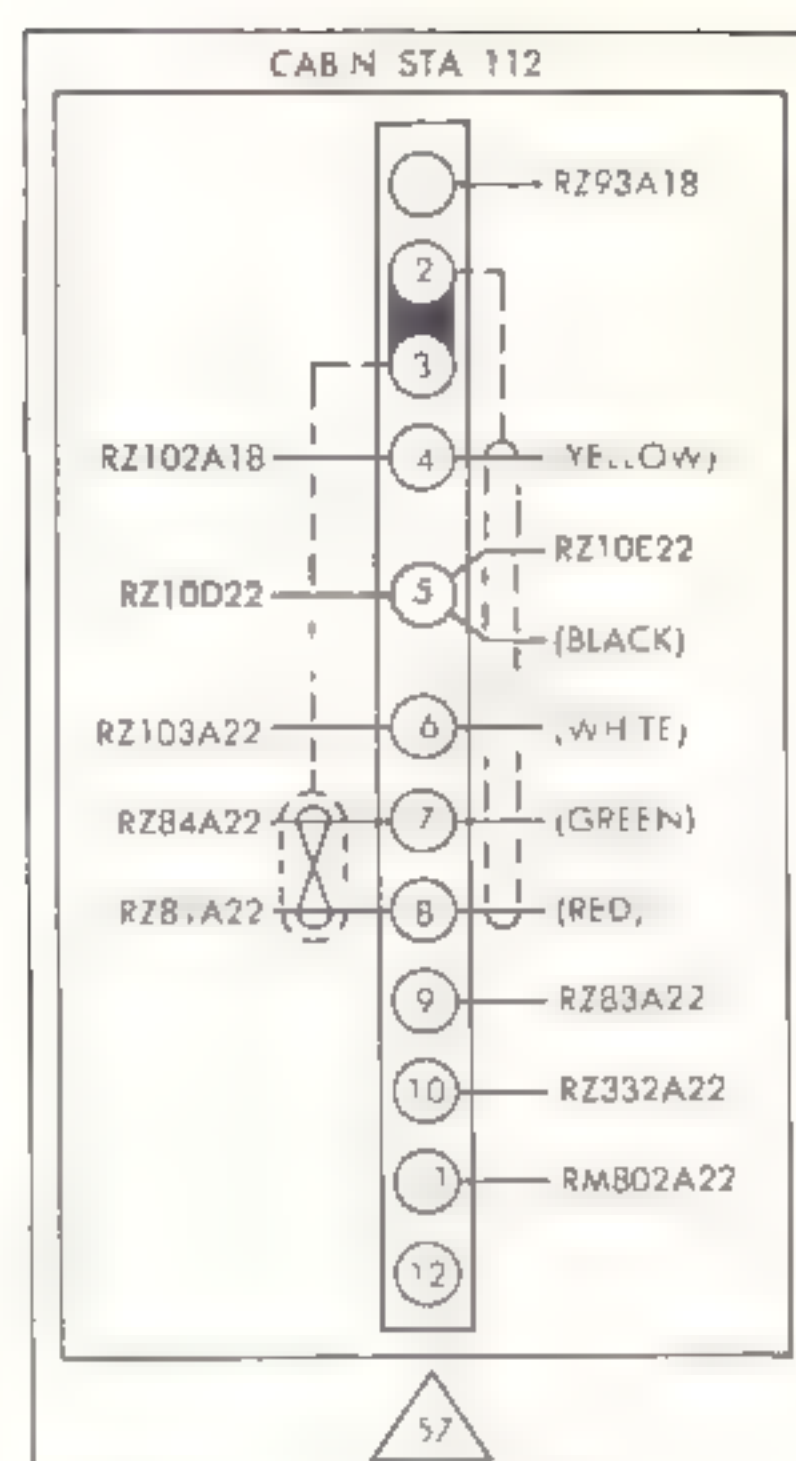 CABIN STA 112
RZ93A18
2
3
RZ102A18 4 (YELLOW)
RZ10E22
RZ10D22 5
(BLACK)
RZ103A22 6 (WHITE)
RZ84A22 7 (GREEN)
8 (RED)
9 RZ83A22
10 RZ332A22
1 RM802A22
12
57